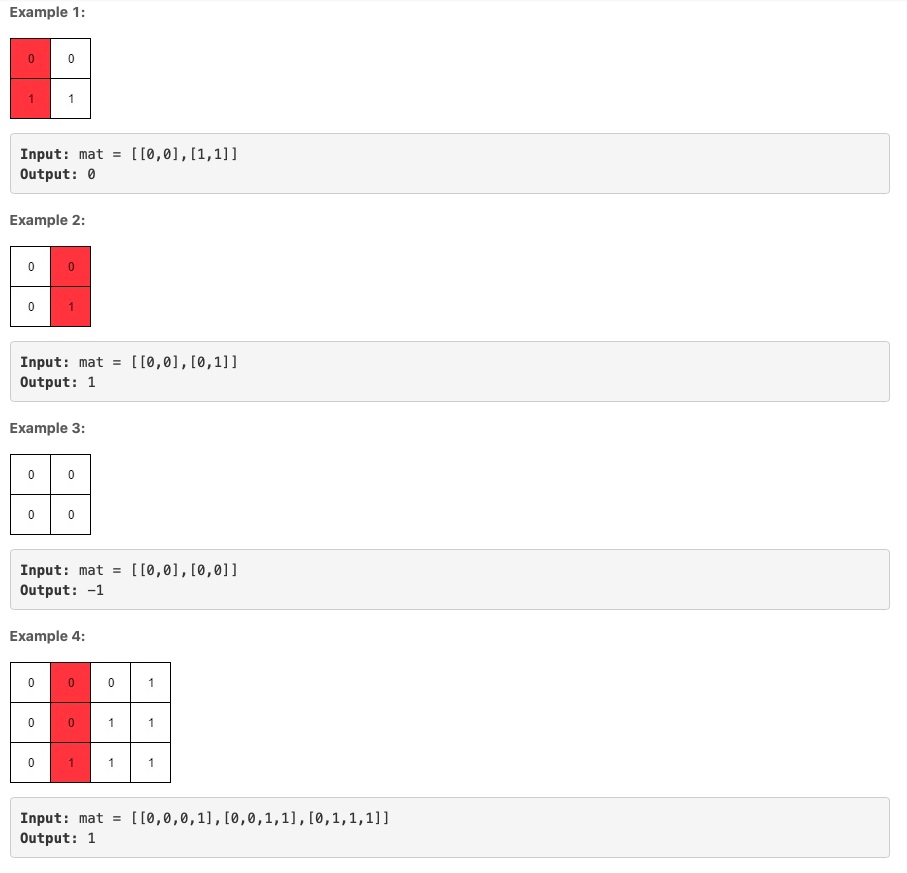 Example 1:
0 0
1 1
Input: mat = [[0,0],[1,1]]
Output: 0
Example 2:
0 0
0 1
Input: mat = [[0,0],[0,1]]
Output: 1
Example 3:
0 0
0 0
Input: mat = [[0,0],[0,0]]
Output: -1
Example 4:
0 0 0 1
0 0 1 1
0 1 1 1
Input: mat = [[0,0,0,1],[0,0,1,1],[0,1,1,1]]
Output: 1